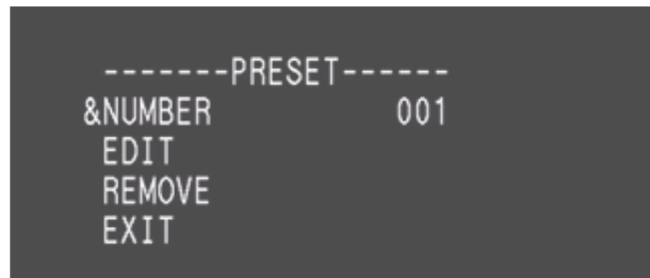 -------PRESET------
&NUMBER 001
EDIT
REMOVE
EXIT